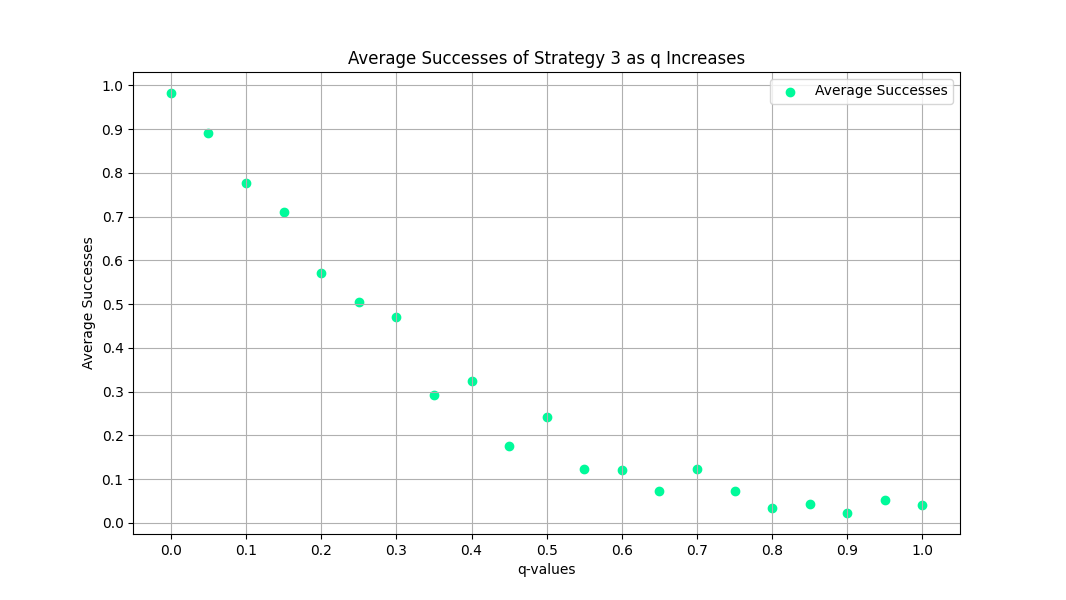 Average Successes of Strategy 3 as q Increases
Average Successes
1.0
0.9
0.8
0.7
0.6
0.5
0.4
0.3
0.2
0.1
0.0
Average Successes
0.0 0.1 0.2 0.3 0.4 0.5 0.6 0.7 0.8 0.9 1.0
q-values